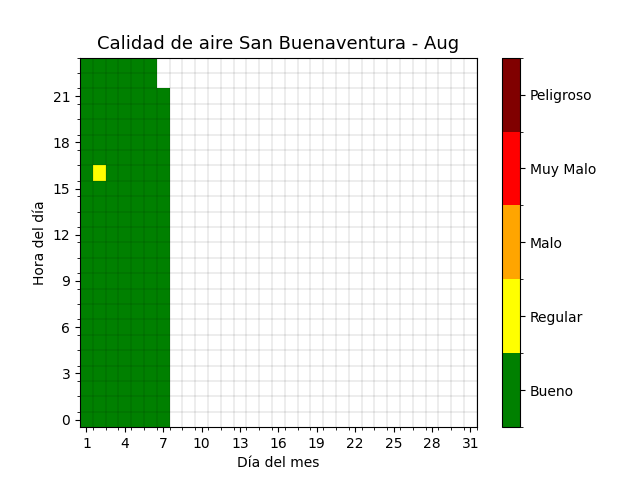 Calidad de aire San Buenaventura - Aug
Hora del día
21
18
15
12
9
6
3
0
1 4 7 10 13 16 19 22 25 28 31
Día del mes
Peligroso
Muy Malo
Malo
Regular
Bueno